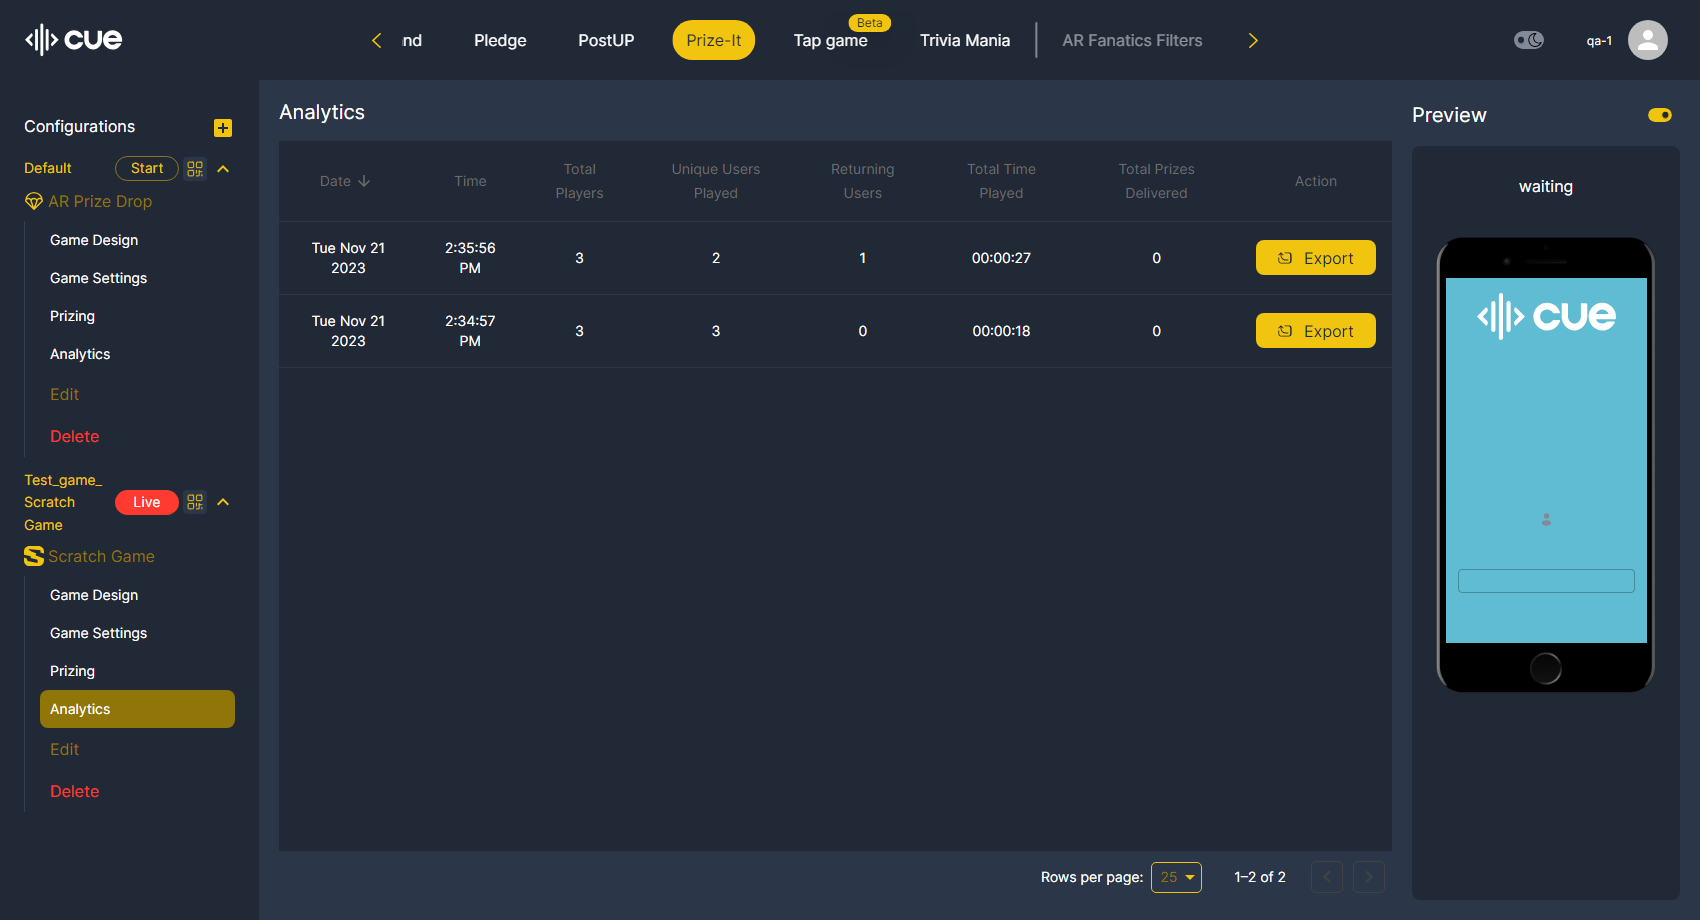 cue
nd
Pledge
PostUP
Prize-It
Beta
Tap game
Trivia Mania
AR Fanatics Filters
qa-1
Configurations
Default
Start
AR Prize Drop
Game Design
Game Settings
Prizing
Analytics
Edit
Delete
Test_game_
Scratch
Game
Live
Scratch Game
Game Design
Game Settings
Prizing
Analytics
Edit
Delete
Analytics
Date
Time
Total
Players
Unique Users
Played
Returning
Users
Total Time
Played
Total Prizes
Delivered
Action
Tue Nov 21
2023
2:35:56
PM
3
2
1
00:00:27
0
Export
Tue Nov 21
2023
2:34:57
PM
3
3
0
00:00:18
0
Export
Rows per page:
25
1–2 of 2
Preview
waiting
cue